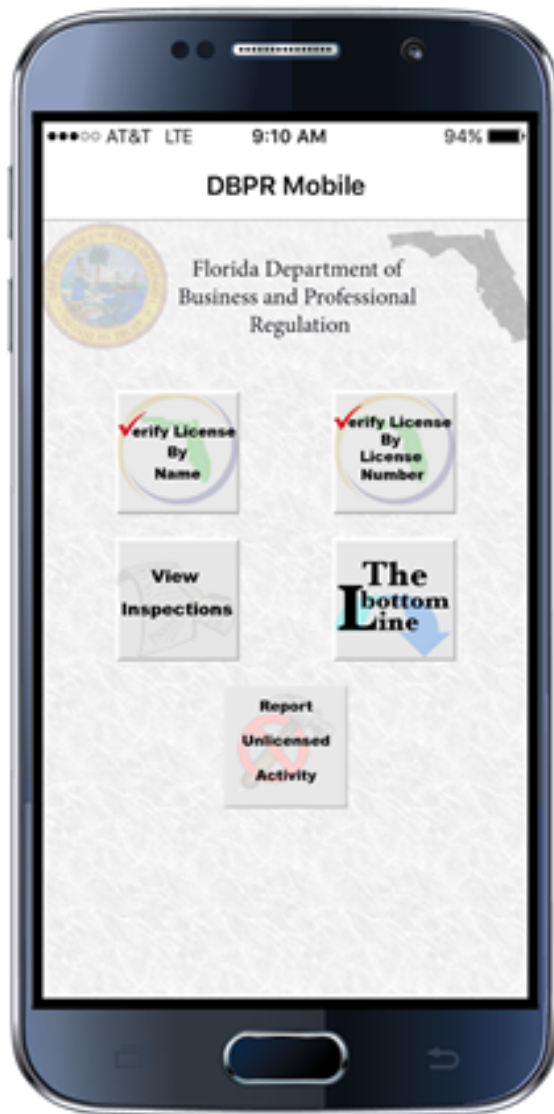 AT&T LTE 9:10 AM 94%
DBPR Mobile
Florida Department of
Business and Professional
Regulation
Verify License
By
Name
Verify License
By
License
Number
View
Inspections
The
bottom
Line
Report
Unlicensed
Activity